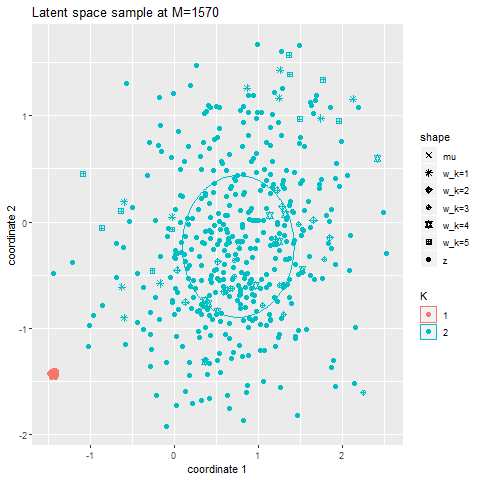 Latent space sample at M=1570
coordinate 2
1
0
-1
-2
-1
0
1
2
coordinate 1
shape
mu
w_k=1
w_k=2
w_k=3
w_k=4
w_k=5
z
K
1
2